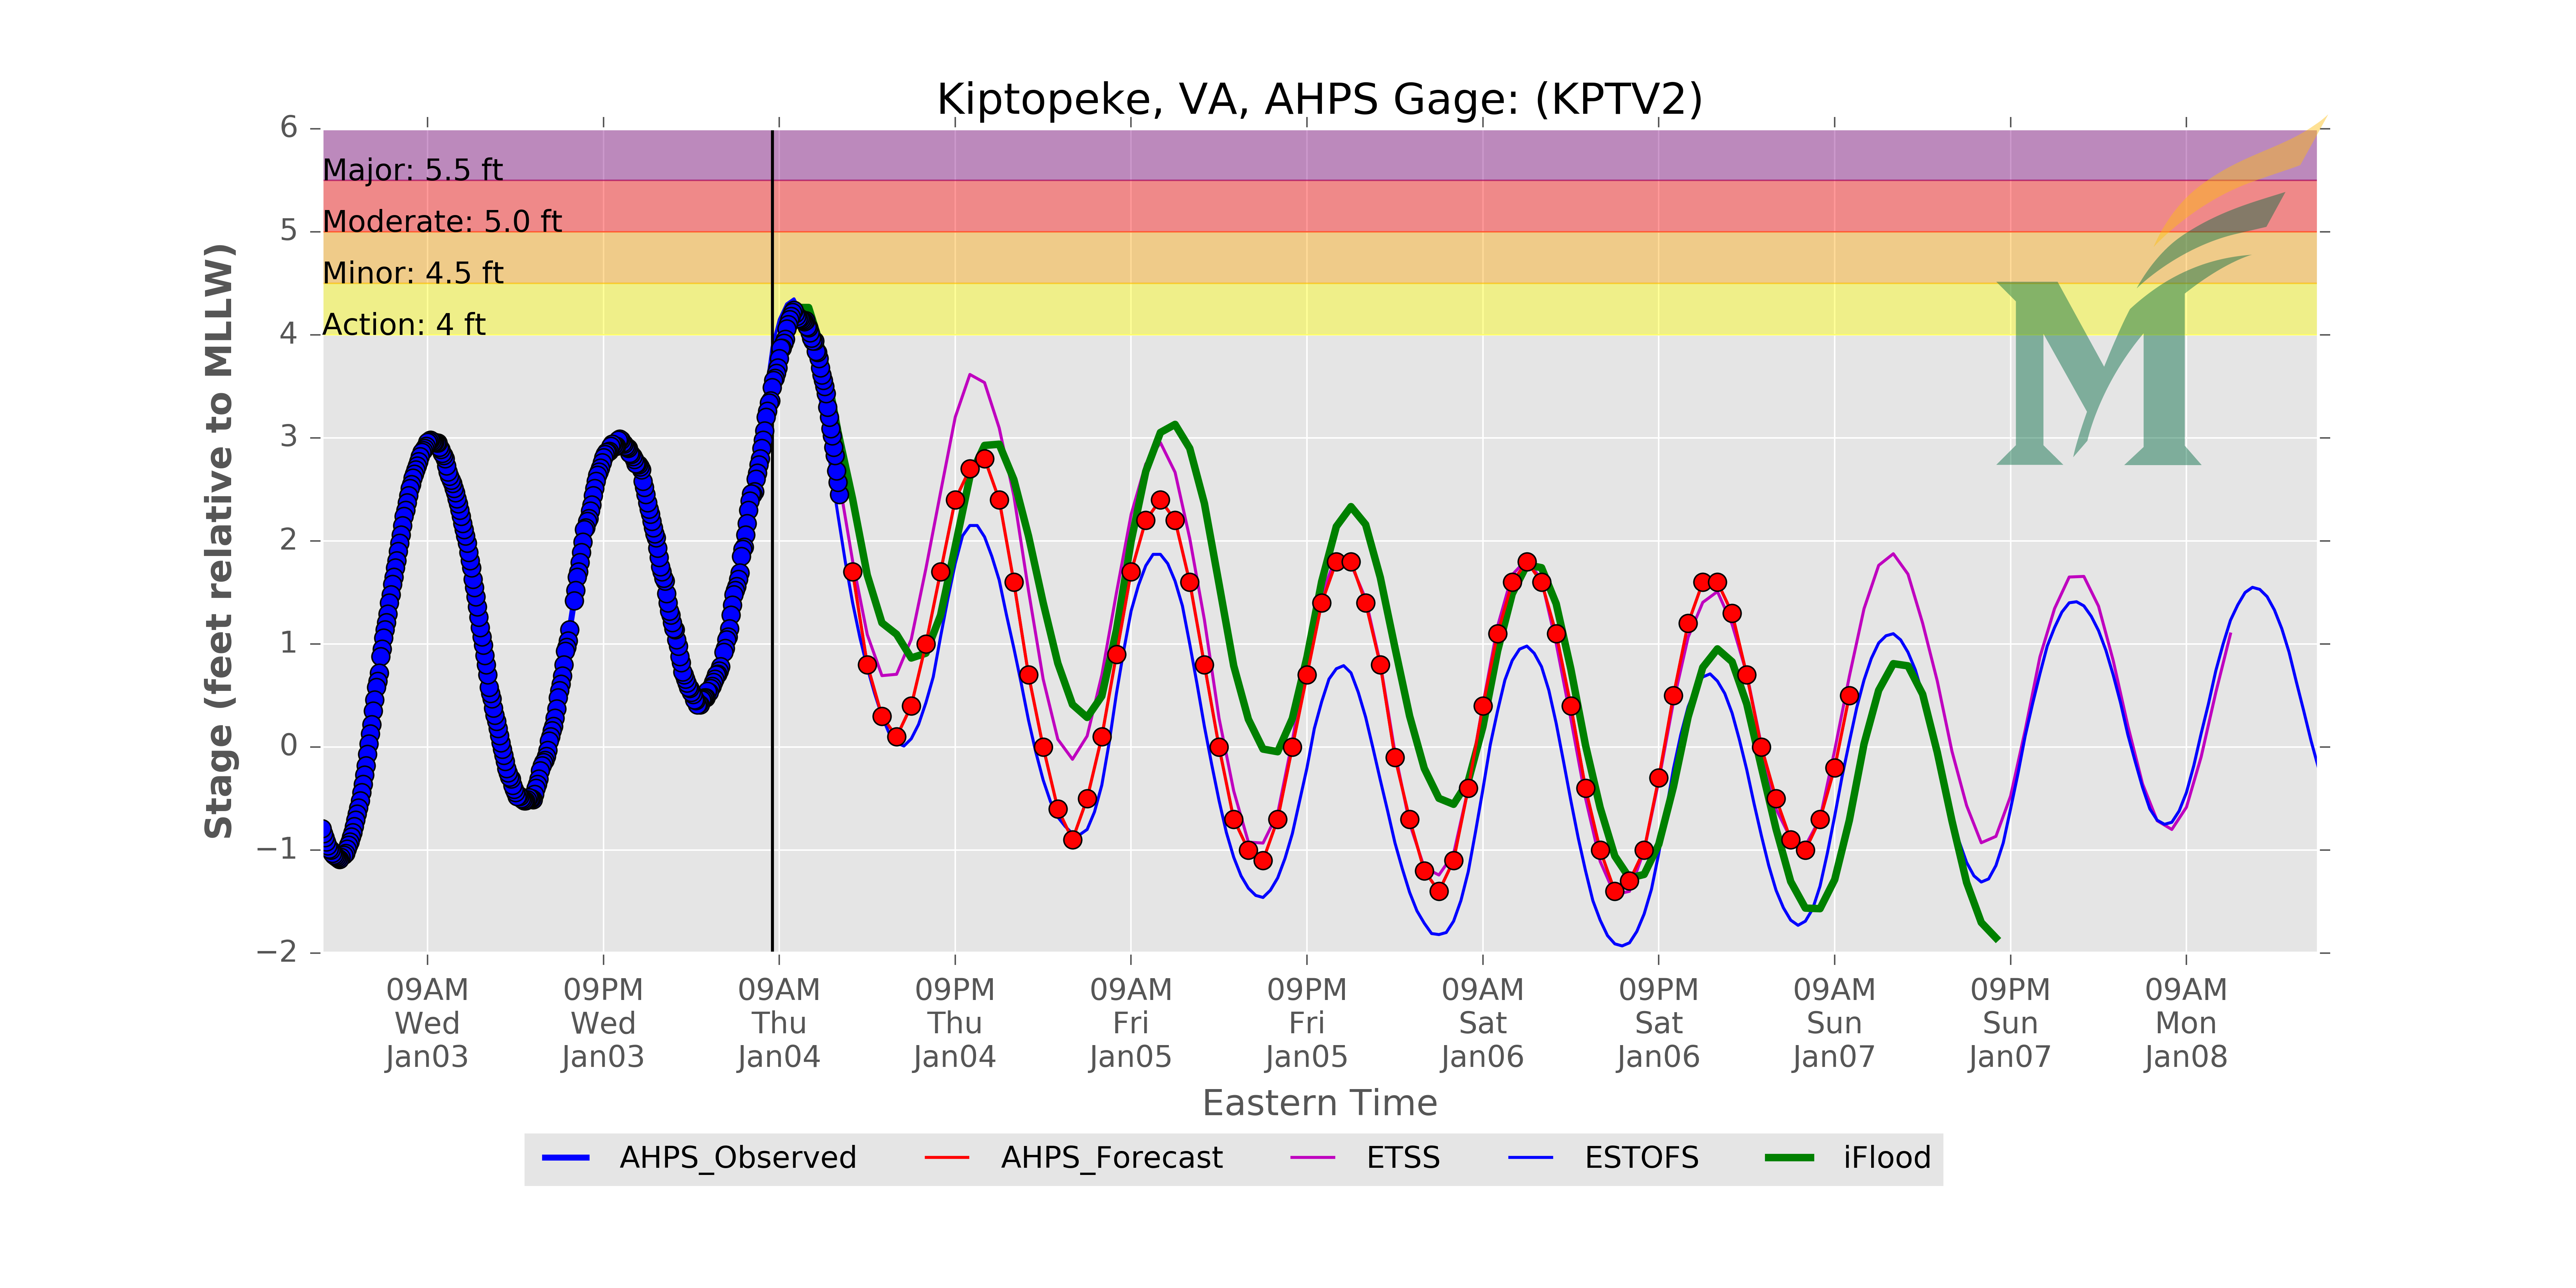 Kiptopeke, VA, AHPS Gage: (KPTV2)
6
Major: 5.5 ft
Moderate: 5.0 ft
5
Minor: 4.5 ft
Action: 4 ft
4
3
2
1
0
−1
−2
Stage (feet relative to MLLW)
M
09AM 09PM 09AM 09PM 09AM 09PM 09AM 09PM 09AM 09PM 09AM
Wed Wed Thu Thu Fri Fri Sat Sat Sun Sun Mon
Jan03 Jan03 Jan04 Jan04 Jan05 Jan05 Jan06 Jan06 Jan07 Jan07 Jan08
Eastern Time
AHPS_Observed AHPS_Forecast ETSS ESTOFS iFlood